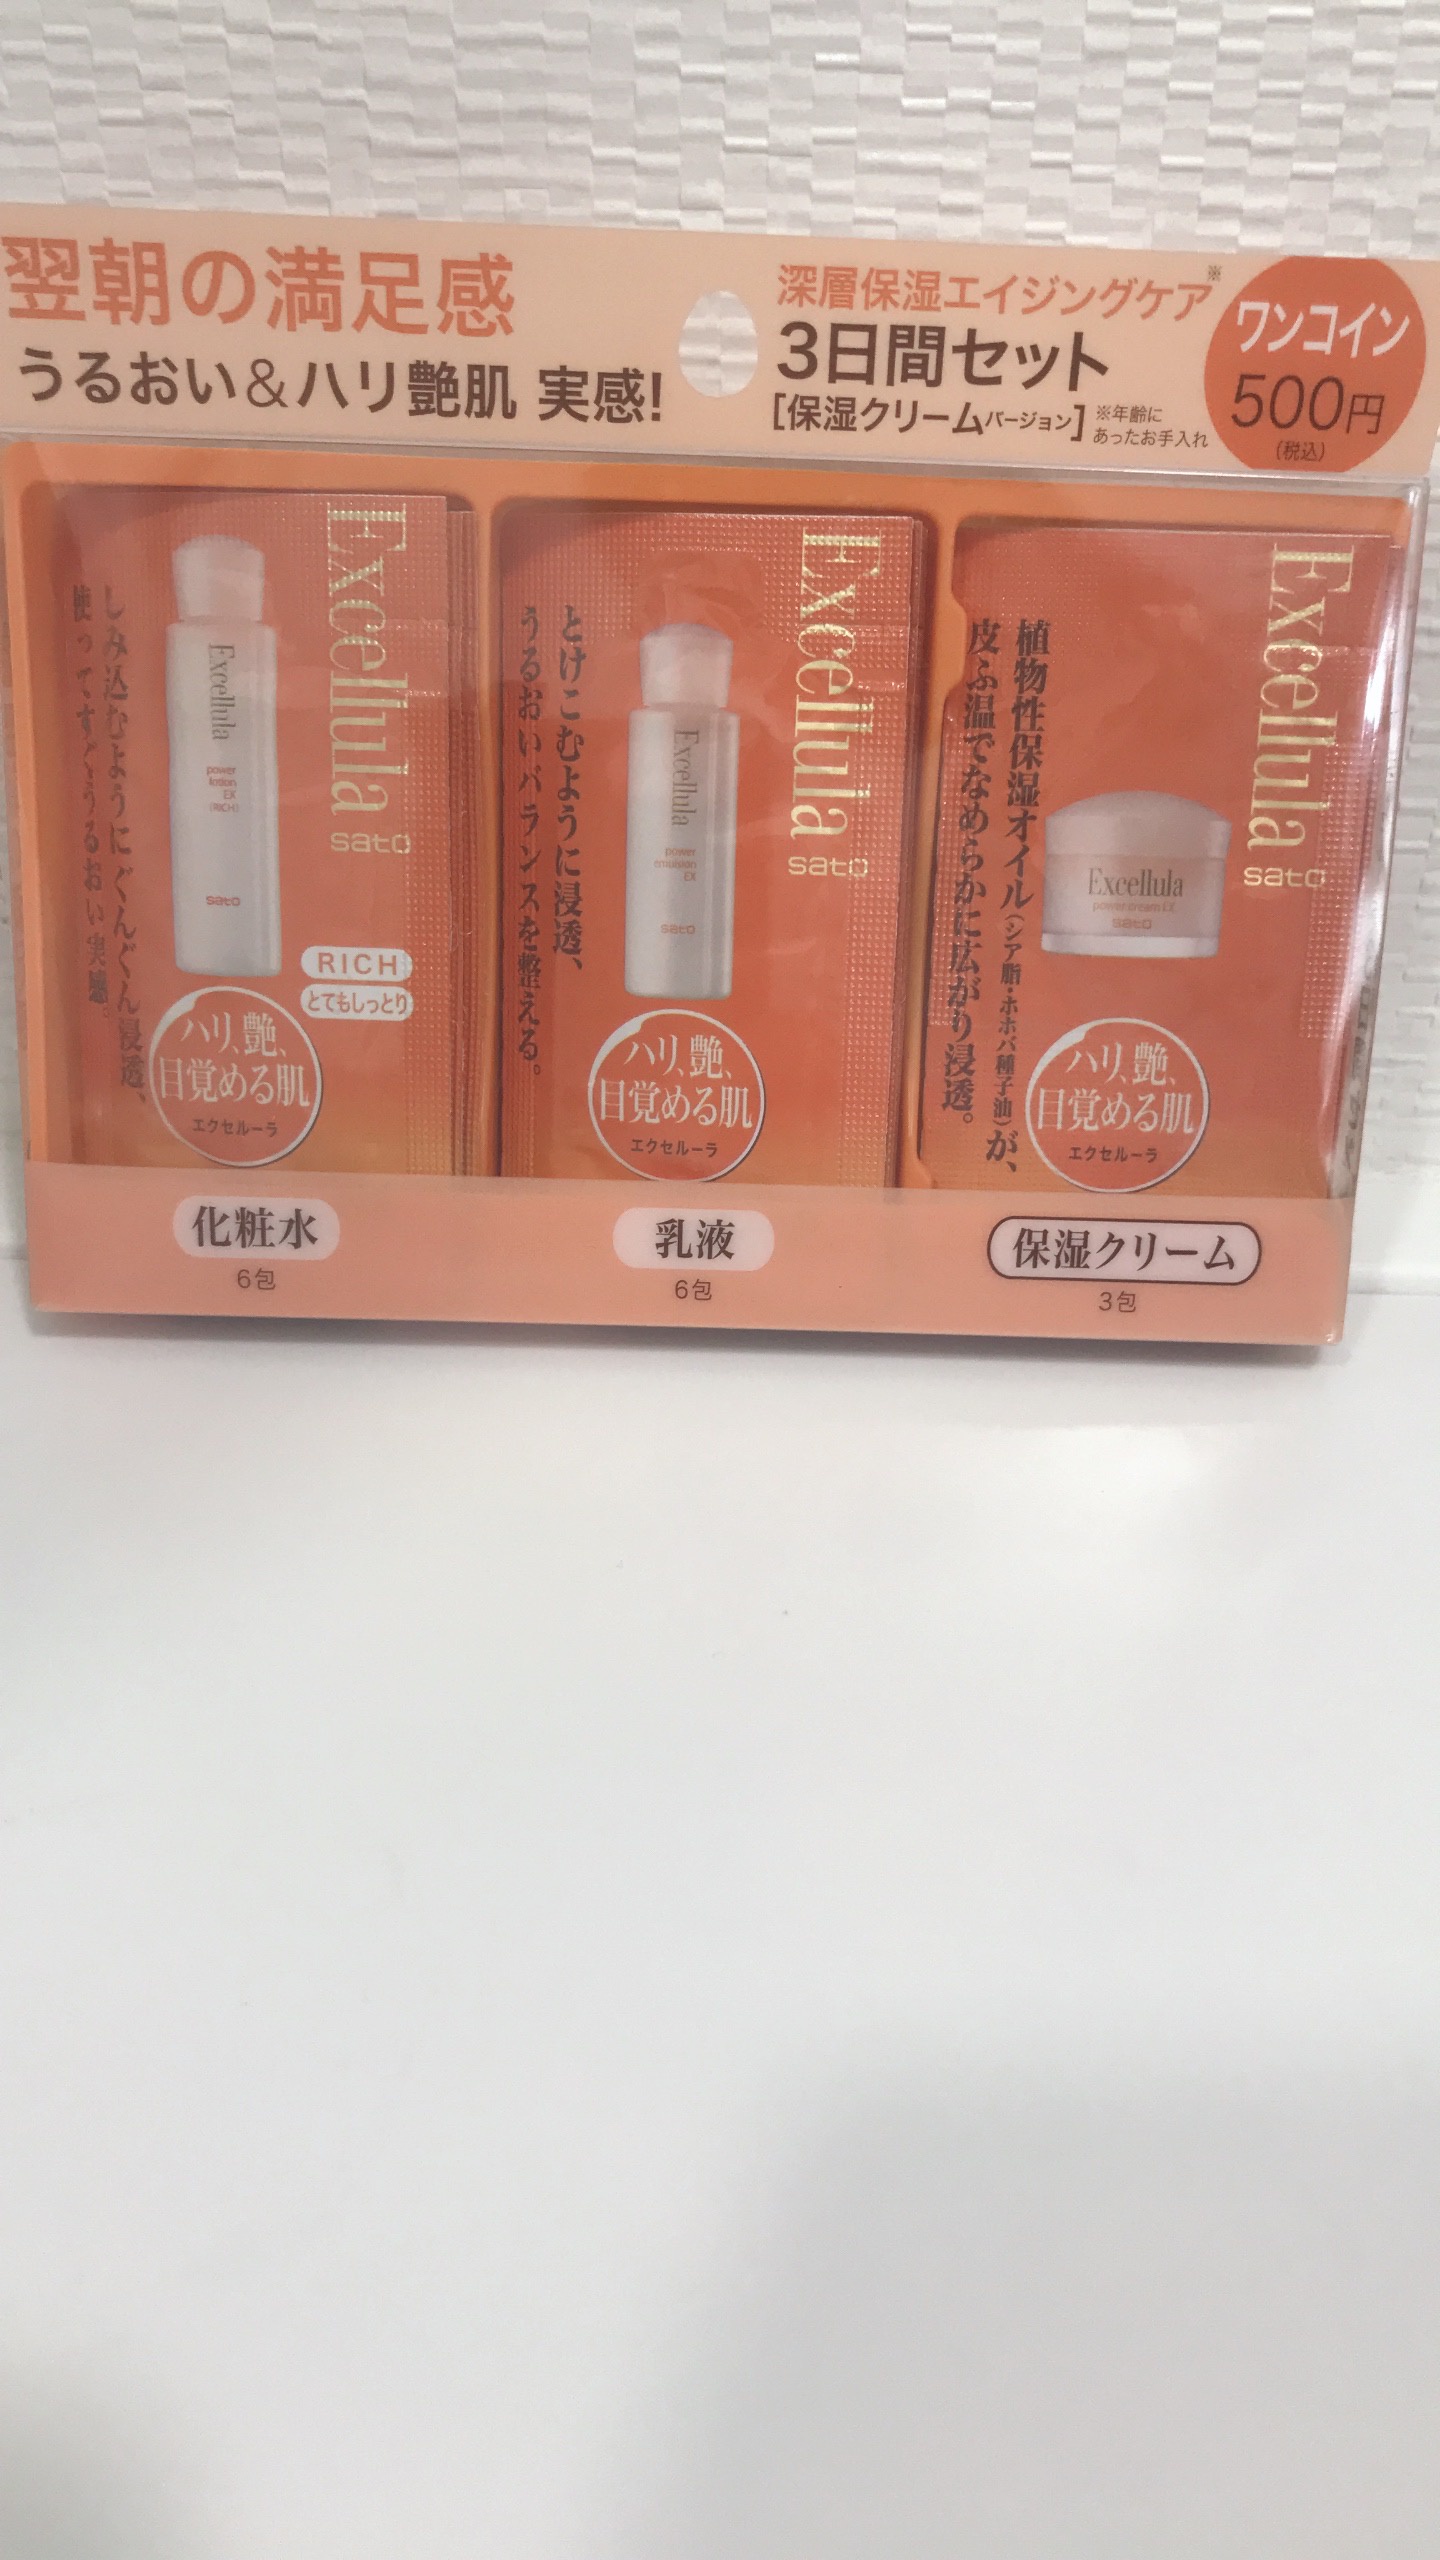 翌朝の満足感
うるおい&ハリ艶肌 実感!
深層保湿エイジングケア※
3日間セット
[保湿クリームバージョン]
※年齢に
あったお手入れ
ワンコイン
500円
(税込)
Excellula
sato
しみ込むようにぐんぐん浸透、
使ってすぐうるおい実感。
Excellula
power
lotion
EX
(RICH)
sato
RICH
とてもしっとり
ハリ、艶、
目覚める肌
エクセルーラ
化粧水
6包
Excellula
sato
とけこむように浸透、
うるおいバランスを整える。
Excellula
power
emulsion
EX
sato
ハリ、艶、
目覚める肌
エクセルーラ
乳液
6包
Excellula
sato
植物性保湿オイル(シア脂・ホホバ種子油)が、
皮ふ温でなめらかに広がり浸透。
Excellula
power cream EX
sato
ハリ、艶、
目覚める肌
エクセルーラ
保湿クリーム
3包